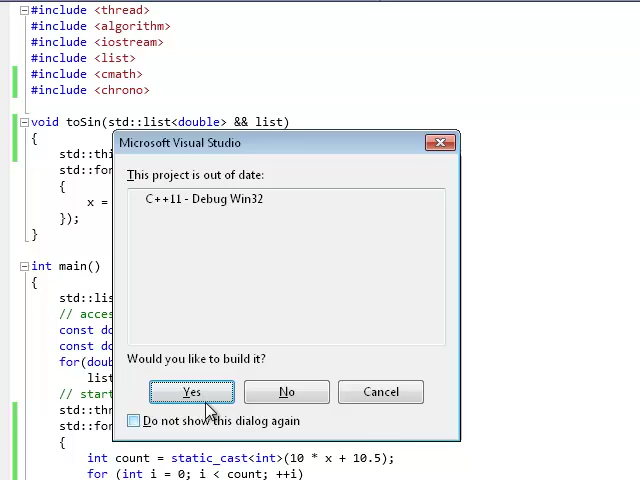 #include <thread>
#include <algorithm>
#include <iostream>
#include <list>
#include <cmath>
#include <chrono>
void toSin(std::list<double> && list)
{
Microsoft Visual Studio
std::thi
This project is out of date:
std::for
{
C++11 - Debug Win32
x =
});
}
int main()
{
std::lis
// acces
const do
const do
Would you like to build it?
for(doub
list
Yes
No
Cancel
// start
std::thr
Do not show this dialog again
std::for
{
int count = static_cast<int>(10 * x + 10.5);
for (int i = 0; i < count; ++i)